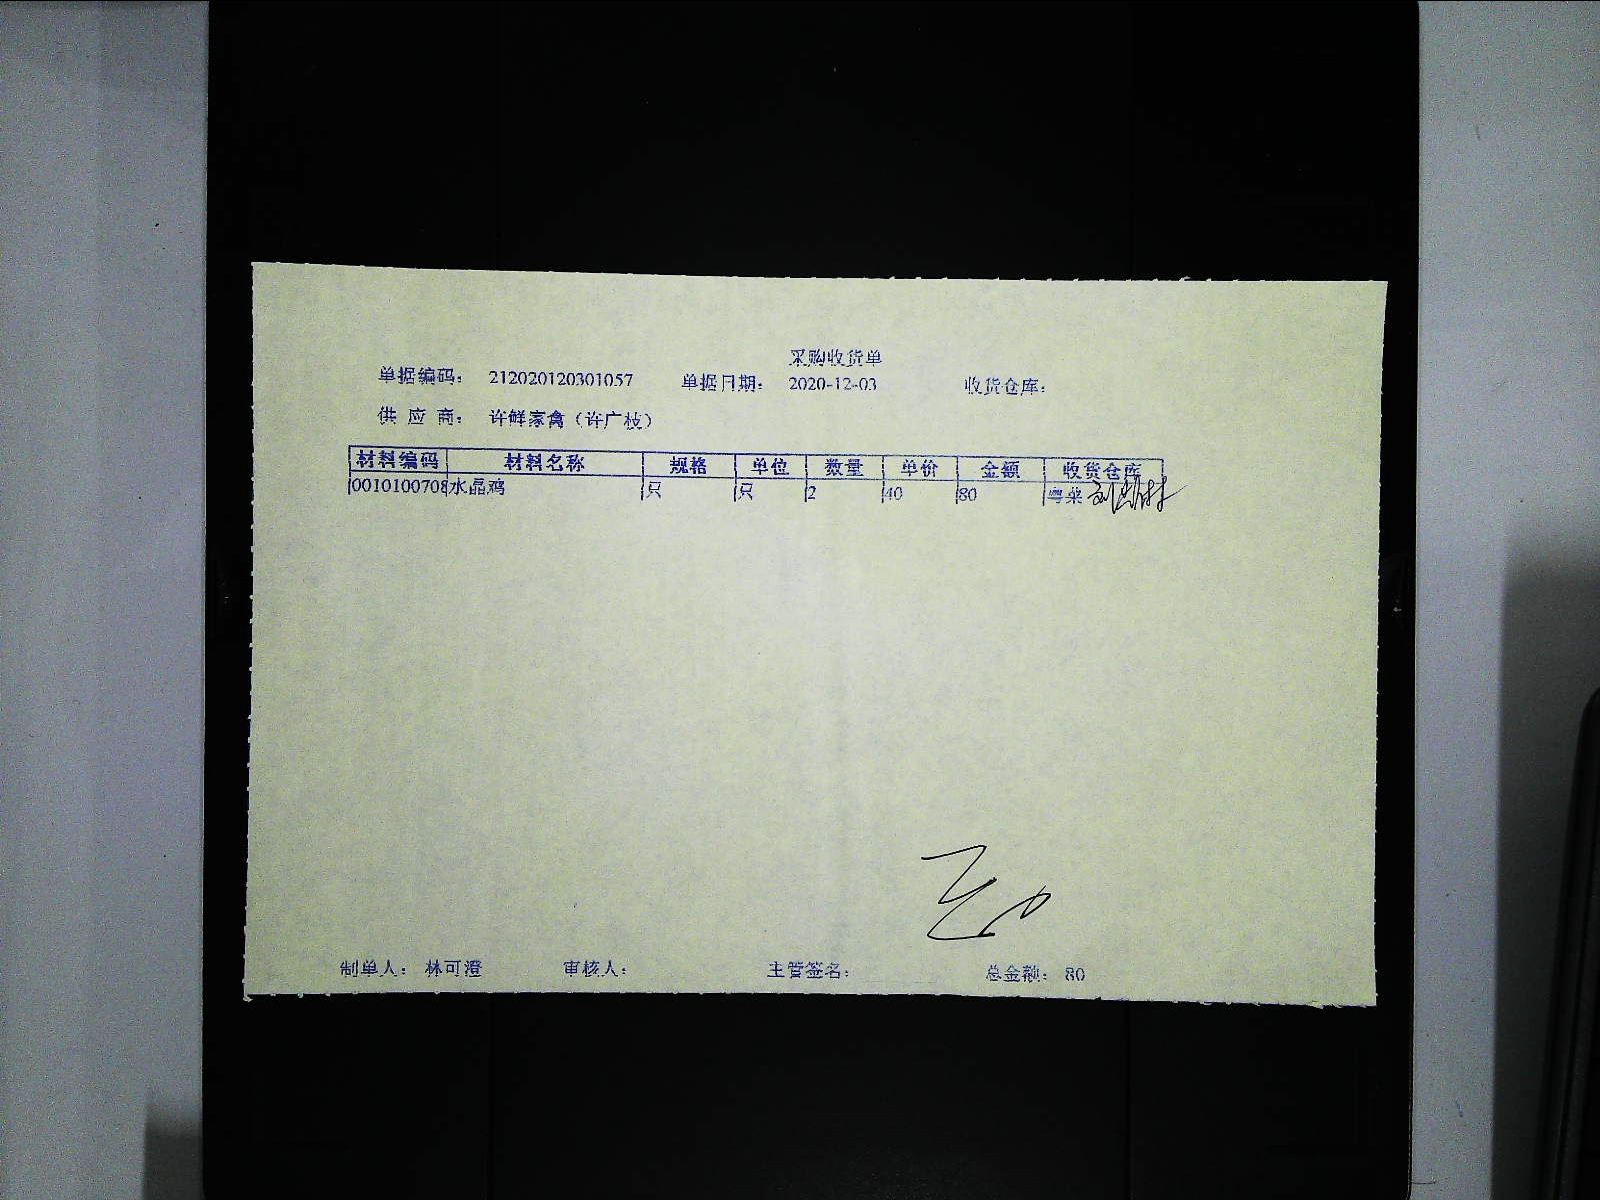 采购收货单
单据编码： 212020120301057 单据日期： 2020-12-03 收货仓库：
供 应 商： 许鲜家禽（许广枝）
材料编码 材料名称 规格 单位 数量 单价 金额 收货仓库
0010100708 水晶鸡 只 只 2 40 80 粤菜
制单人： 林可澄 审核人： 主管签名： 总金额： 80